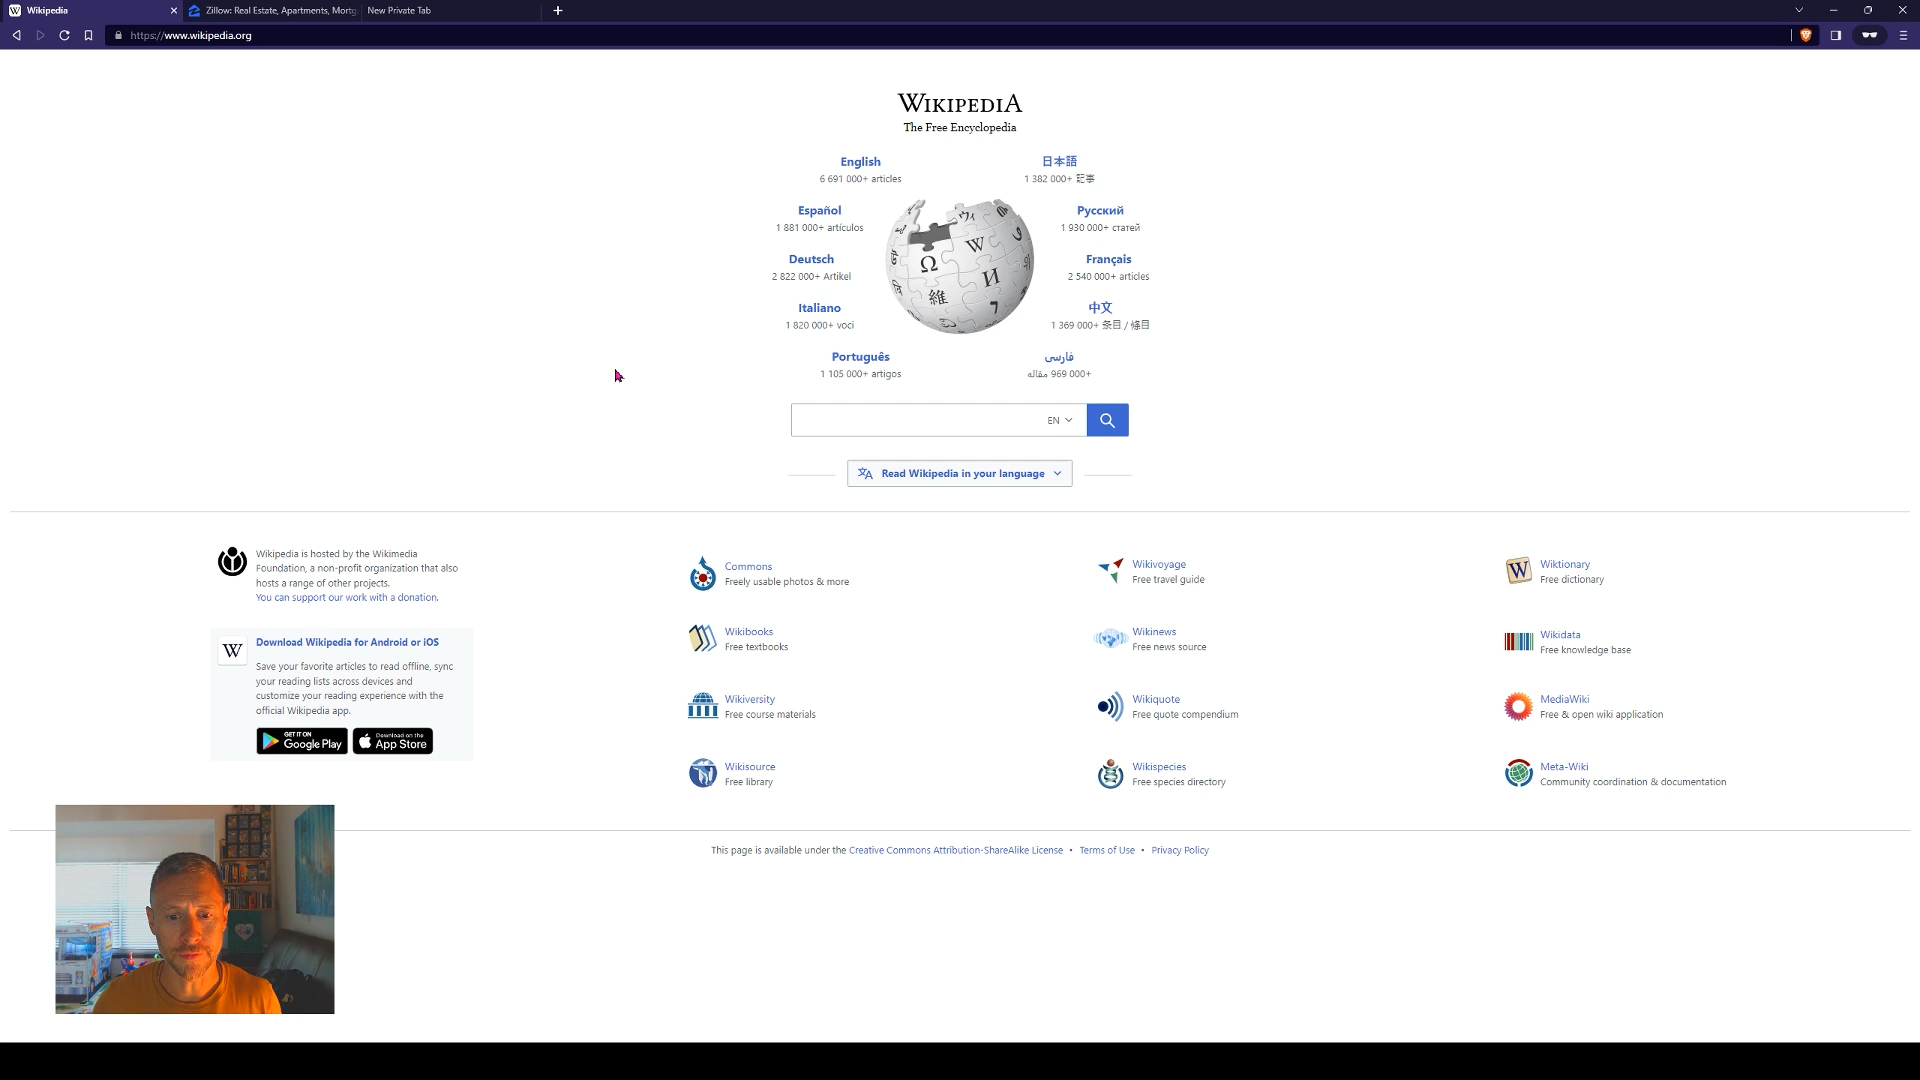 Wikipedia
Zillow: Real Estate, Apartments, Mortg
New Private Tab
https://www.wikipedia.org
WIKIPEDIA
The Free Encyclopedia
English
6 691 000+ articles
日本語
1 382 000+ 記事
Español
1 881 000+ artículos
Русский
1 930 000+ статей
Deutsch
2 822 000+ Artikel
Français
2 540 000+ articles
Italiano
1 820 000+ voci
中文
1 369 000+ 条目 / 條目
Português
1 105 000+ artigos
فارسی
969 000+ مقاله
Ω
W
И
維
ウィ
EN
Read Wikipedia in your language
Wikipedia is hosted by the Wikimedia
Foundation, a non-profit organization that also
hosts a range of other projects.
You can support our work with a donation.
W
Download Wikipedia for Android or iOS
Save your favorite articles to read offline, sync
your reading lists across devices and
customize your reading experience with the
official Wikipedia app.
GET IT ON
Google Play
Download on the
App Store
Commons
Freely usable photos & more
Wikivoyage
Free travel guide
W
Wiktionary
Free dictionary
Wikibooks
Free textbooks
Wikinews
Free news source
Wikidata
Free knowledge base
Wikiversity
Free course materials
Wikiquote
Free quote compendium
MediaWiki
Free & open wiki application
Wikisource
Free library
Wikispecies
Free species directory
Meta-Wiki
Community coordination & documentation
This page is available under the Creative Commons Attribution-ShareAlike License • Terms of Use • Privacy Policy